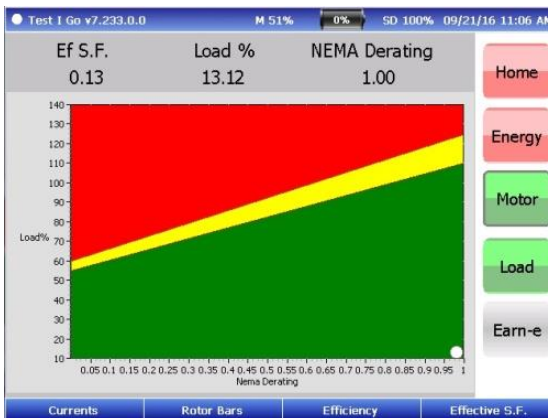 Test I Go v7.233.0.0 M 51% 0% SD 100% 09/21/16 11:06 AM
Ef S.F. Load % NEMA Derating
0.13 13.12 1.00
Home
Energy
Motor
Load
Earn-e
140
130
120
110
100
90
80
Load% 70
60
50
40
30
20
10
0.05 0.1 0.15 0.2 0.25 0.3 0.35 0.4 0.45 0.5 0.55 0.6 0.65 0.7 0.75 0.8 0.85 0.9 0.95 1
Nema Derating
Currents Rotor Bars Efficiency Effective S.F.